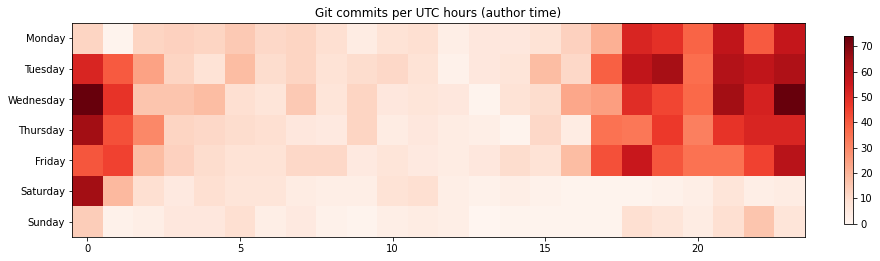 Git commits per UTC hours (author time)
Monday
Tuesday
Wednesday
Thursday
Friday
Saturday
Sunday
0 5 10 15 20
70
60
50
40
30
20
10
0